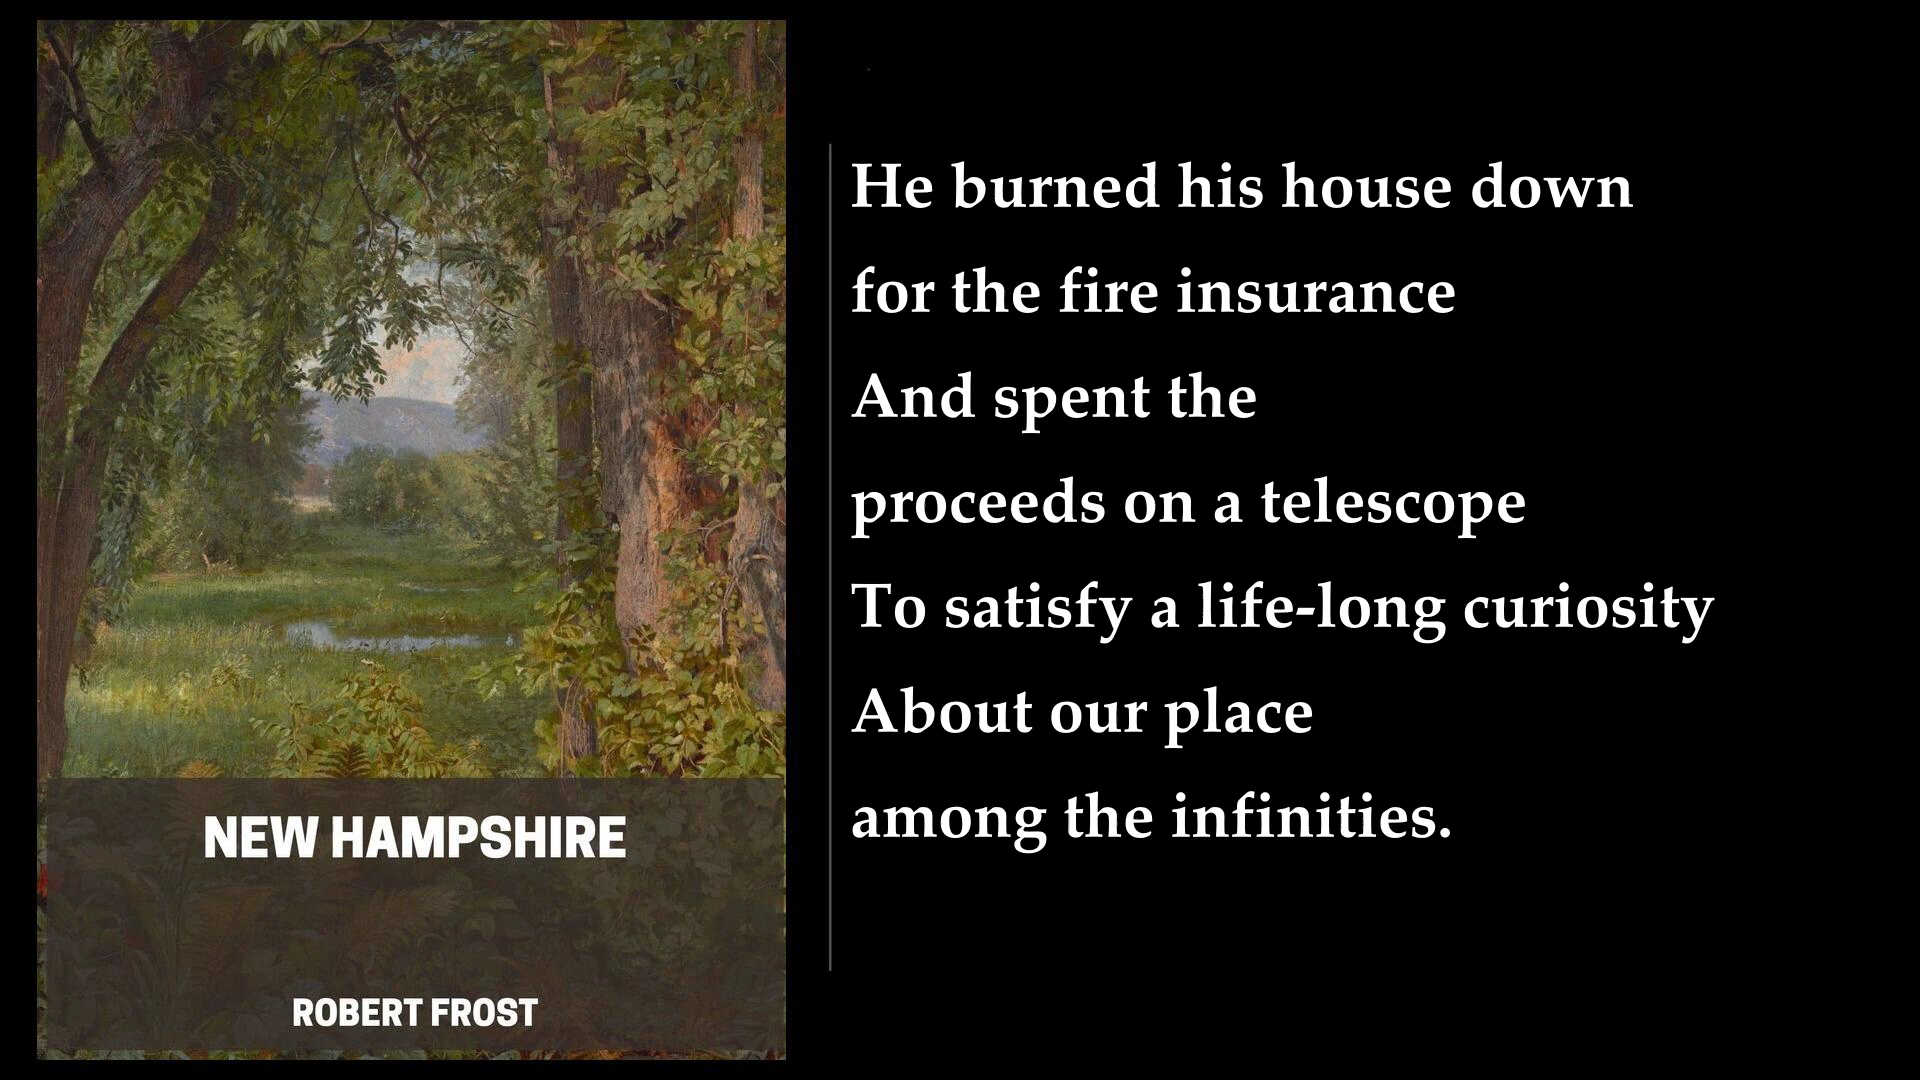 NEW HAMPSHIRE
ROBERT FROST
He burned his house down
for the fire insurance
And spent the
proceeds on a telescope
To satisfy a life-long curiosity
About our place
among the infinities.